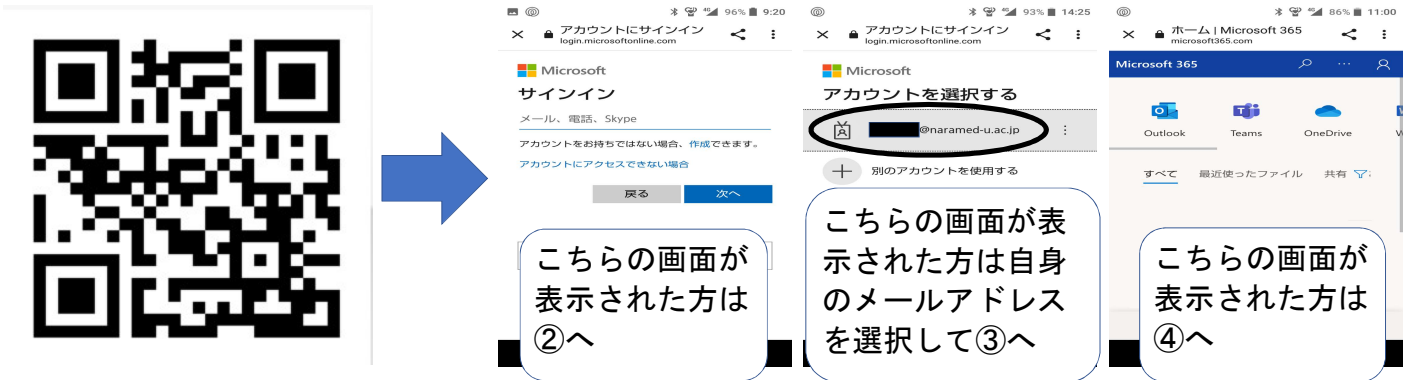 96% 9:20
アカウントにサインイン
login.microsoftonline.com
Microsoft
サインイン
メール、電話、Skype
アカウントをお持ちではない場合、作成できます。
アカウントにアクセスできない場合
戻る
次へ
こちらの画面が
表示された方は
②へ
93% 14:25
アカウントにサインイン
login.microsoftonline.com
Microsoft
アカウントを選択する
@naramed-u.ac.jp
別のアカウントを使用する
こちらの画面が表
示された方は自身
のメールアドレス
を選択して③へ
86% 11:00
ホーム | Microsoft 365
microsoft365.com
Microsoft 365
Outlook
Teams
OneDrive
すべて
最近使ったファイル
共有
こちらの画面が
表示された方は
④へ